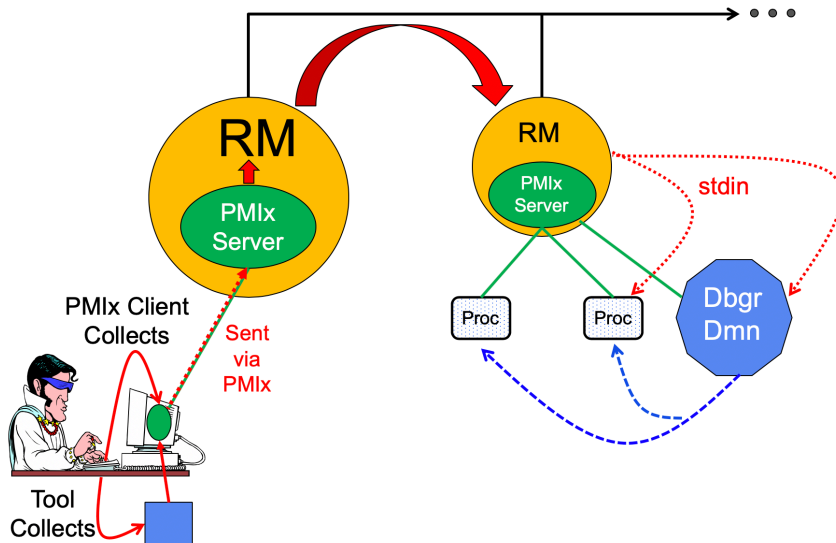 RM
PMIx
Server
RM
PMIx
Server
stdin
PMIx Client
Collects
Sent
via
PMIx
Proc
Proc
Dbgr
Dmn
Tool
Collects